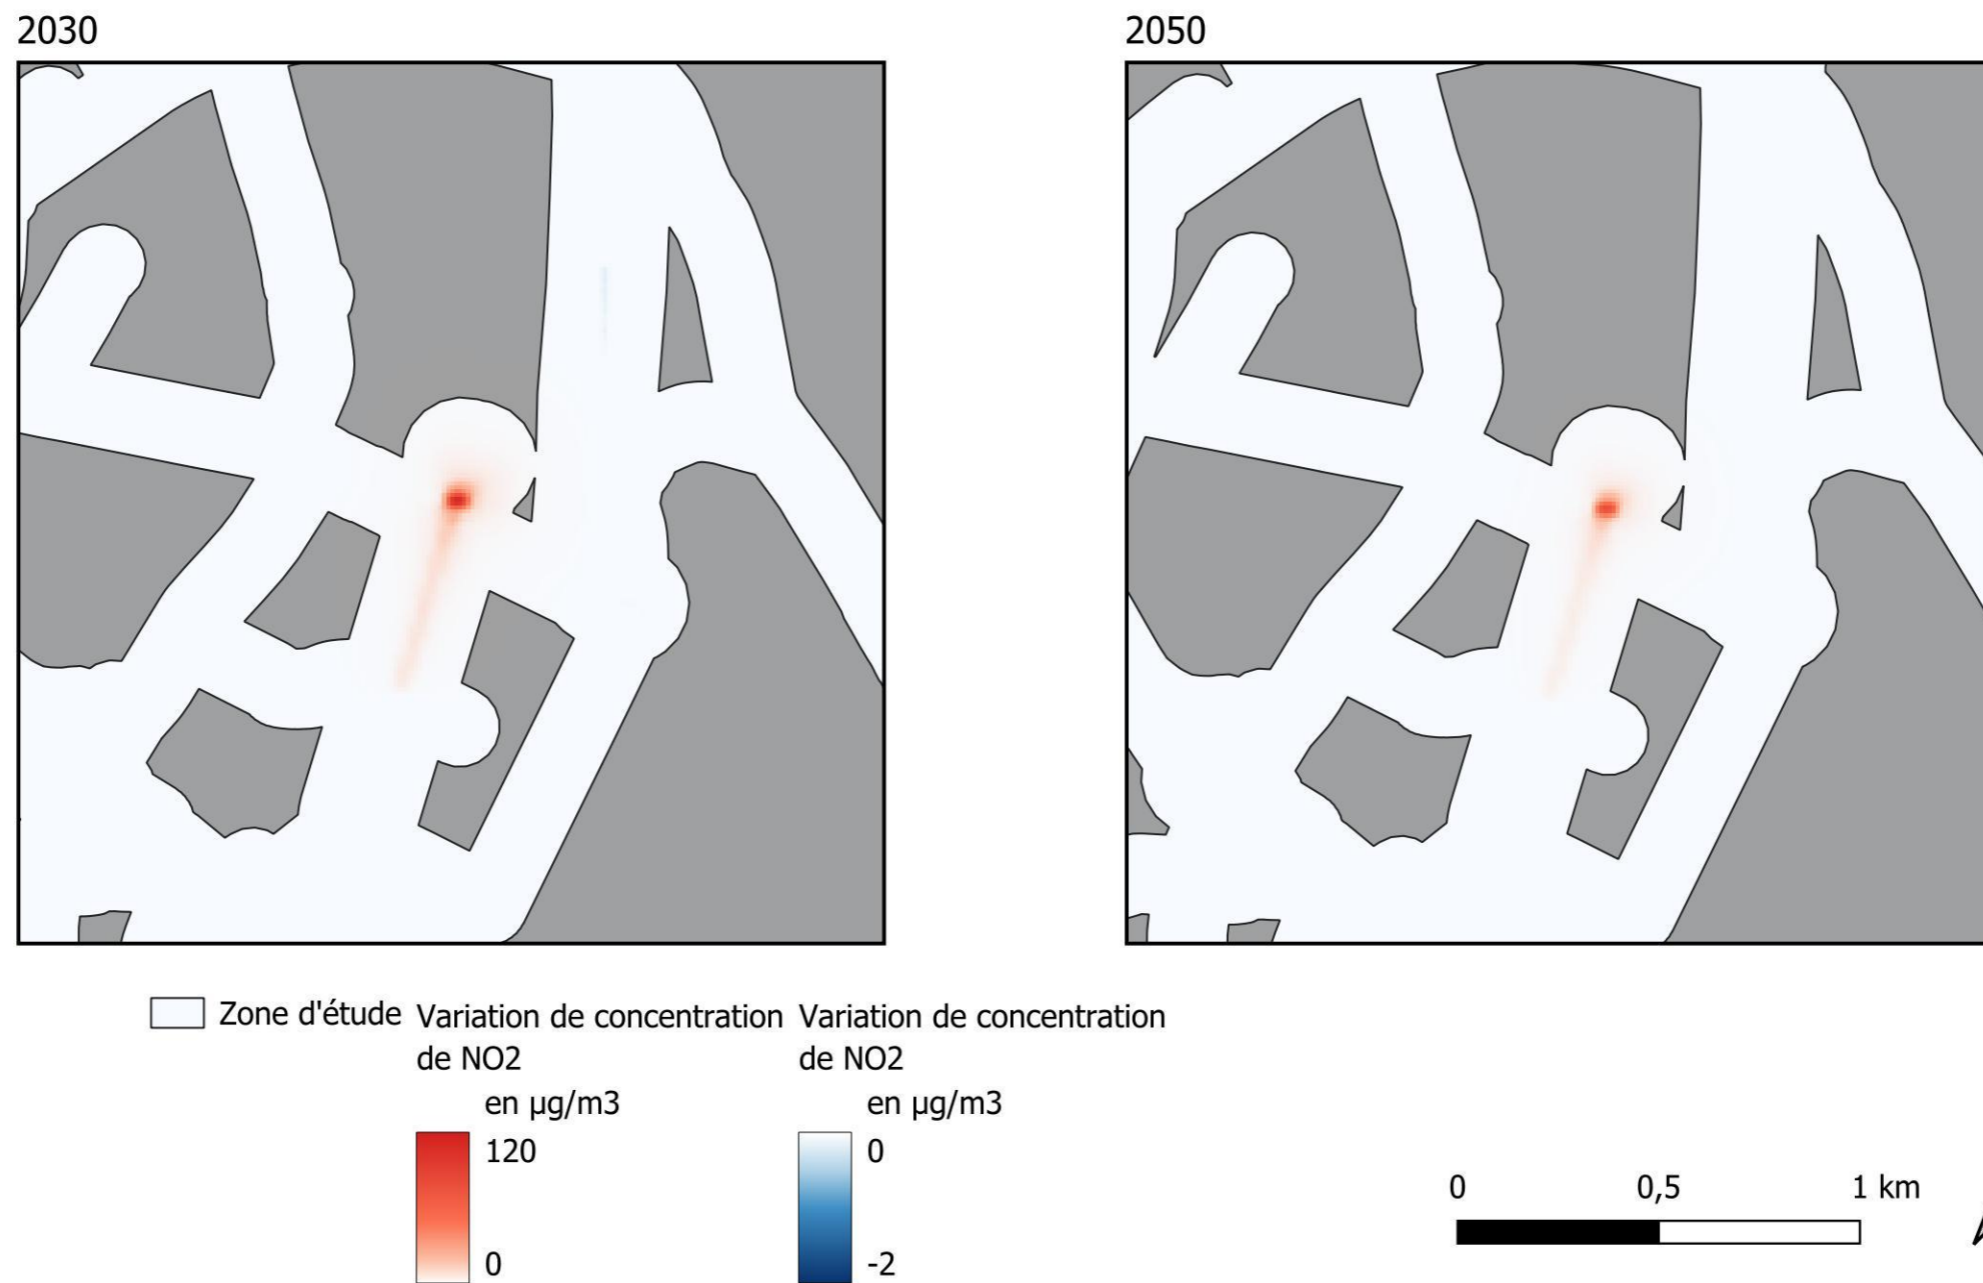 2030
2050
Zone d'étude
Variation de concentration
de NO2
en µg/m3
120
0
Variation de concentration
de NO2
en µg/m3
0
-2
0 0,5 1 km